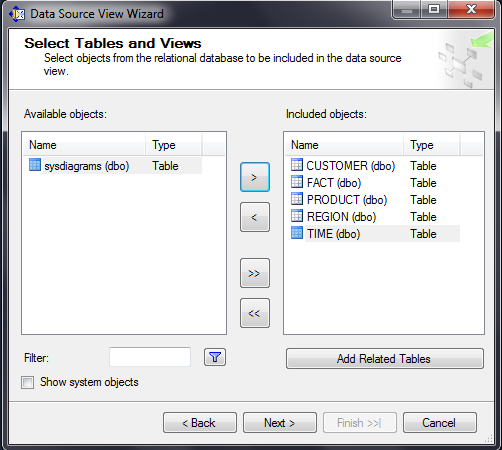 Data Source View Wizard
Select Tables and Views
Select objects from the relational database to be included in the data source
view.
Available objects:
Name Type
sysdiagrams (dbo) Table
>
<
>>
<<
Included objects:
Name Type
CUSTOMER (dbo) Table
FACT (dbo) Table
PRODUCT (dbo) Table
REGION (dbo) Table
TIME (dbo) Table
Filter:
Add Related Tables
Show system objects
< Back Next > Finish >>| Cancel